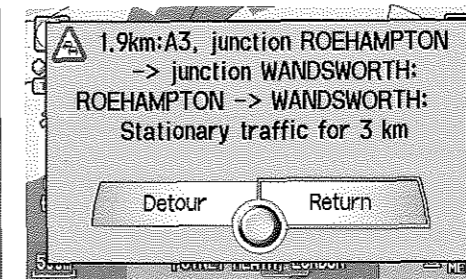 1.9km:A3, junction ROEHAMPTON
-> junction WANDSWORTH:
ROEHAMPTON -> WANDSWORTH:
Stationary traffic for 3 km
Detour Return